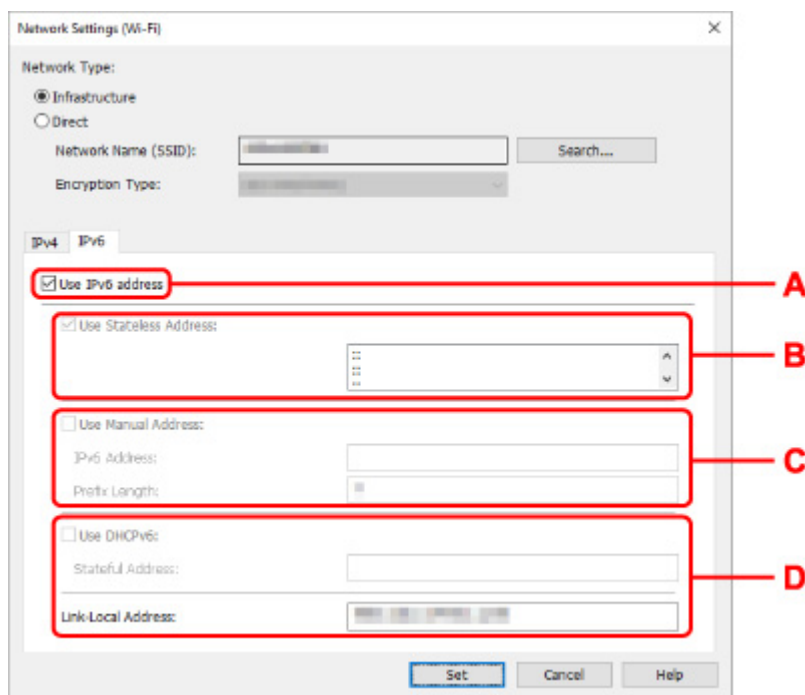 Network Settings (Wi-Fi)
Network Type:
Infrastructure
Direct
Network Name (SSID):
Search...
Encryption Type:
IPv4 IPv6
Use IPv6 address
A
Use Stateless Address:
::
::
::
B
Use Manual Address:
IPv6 Address:
Prefix Length:
C
Use DHCPv6:
Stateful Address:
D
Link-Local Address:
Set Cancel Help